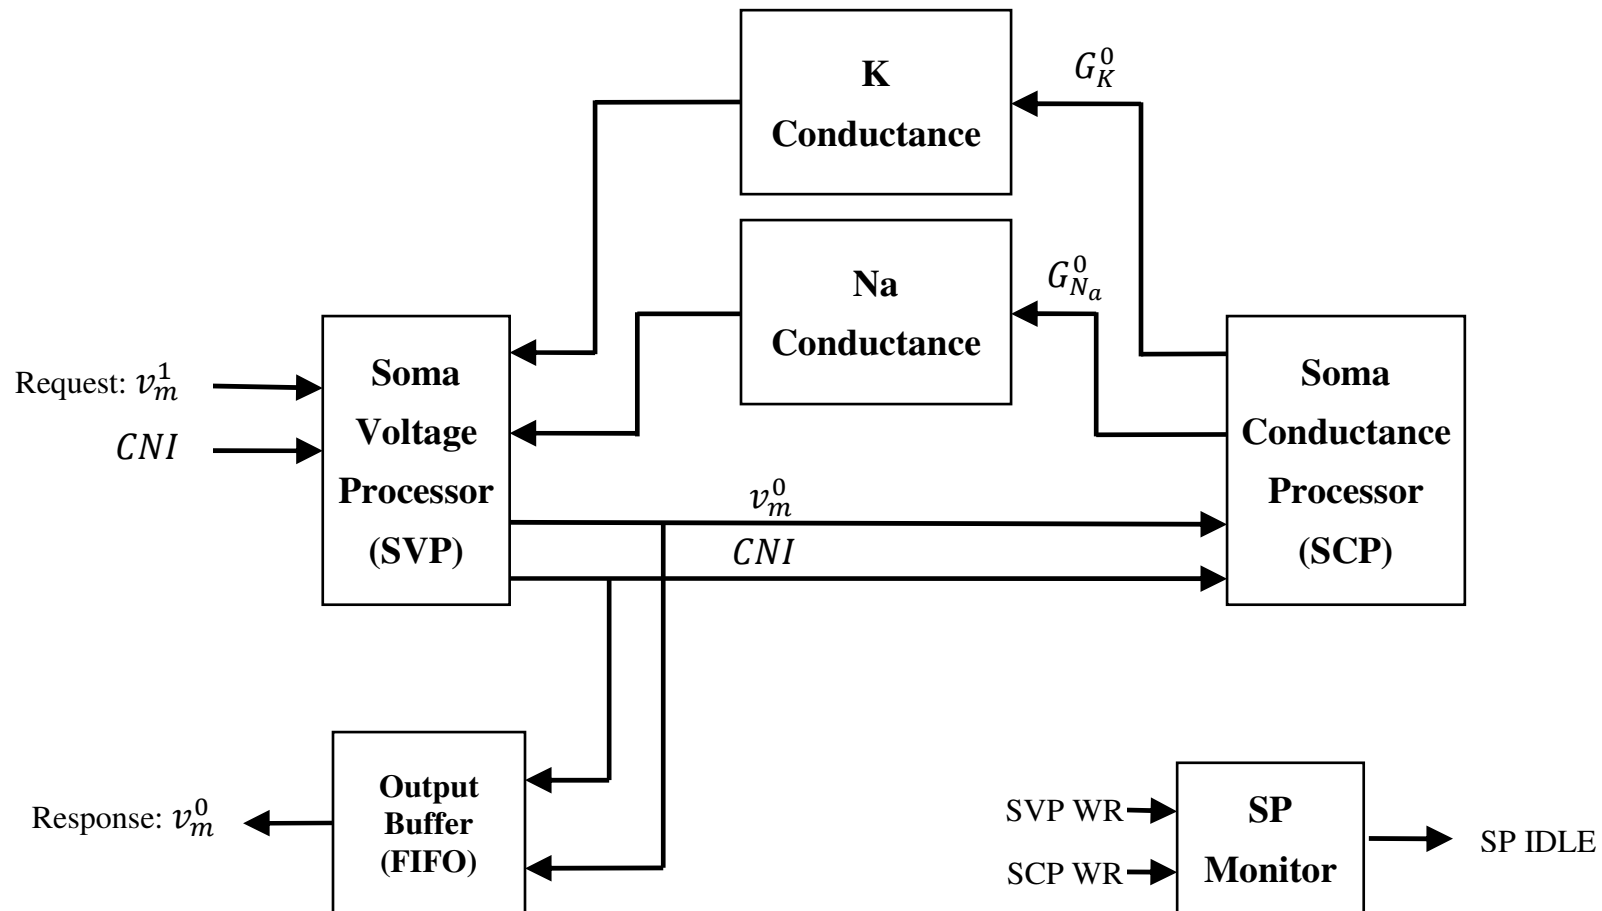 K
Conductance
$G_K^0$
Na
Conductance
$G_{N_a}^0$
Request: $v_m^1$
CNI
Soma
Voltage
Processor
(SVP)
Soma
Conductance
Processor
(SCP)
$v_m^0$
CNI
Output
Buffer
(FIFO)
Response: $v_m^0$
SVP WR
SCP WR
SP
Monitor
SP IDLE